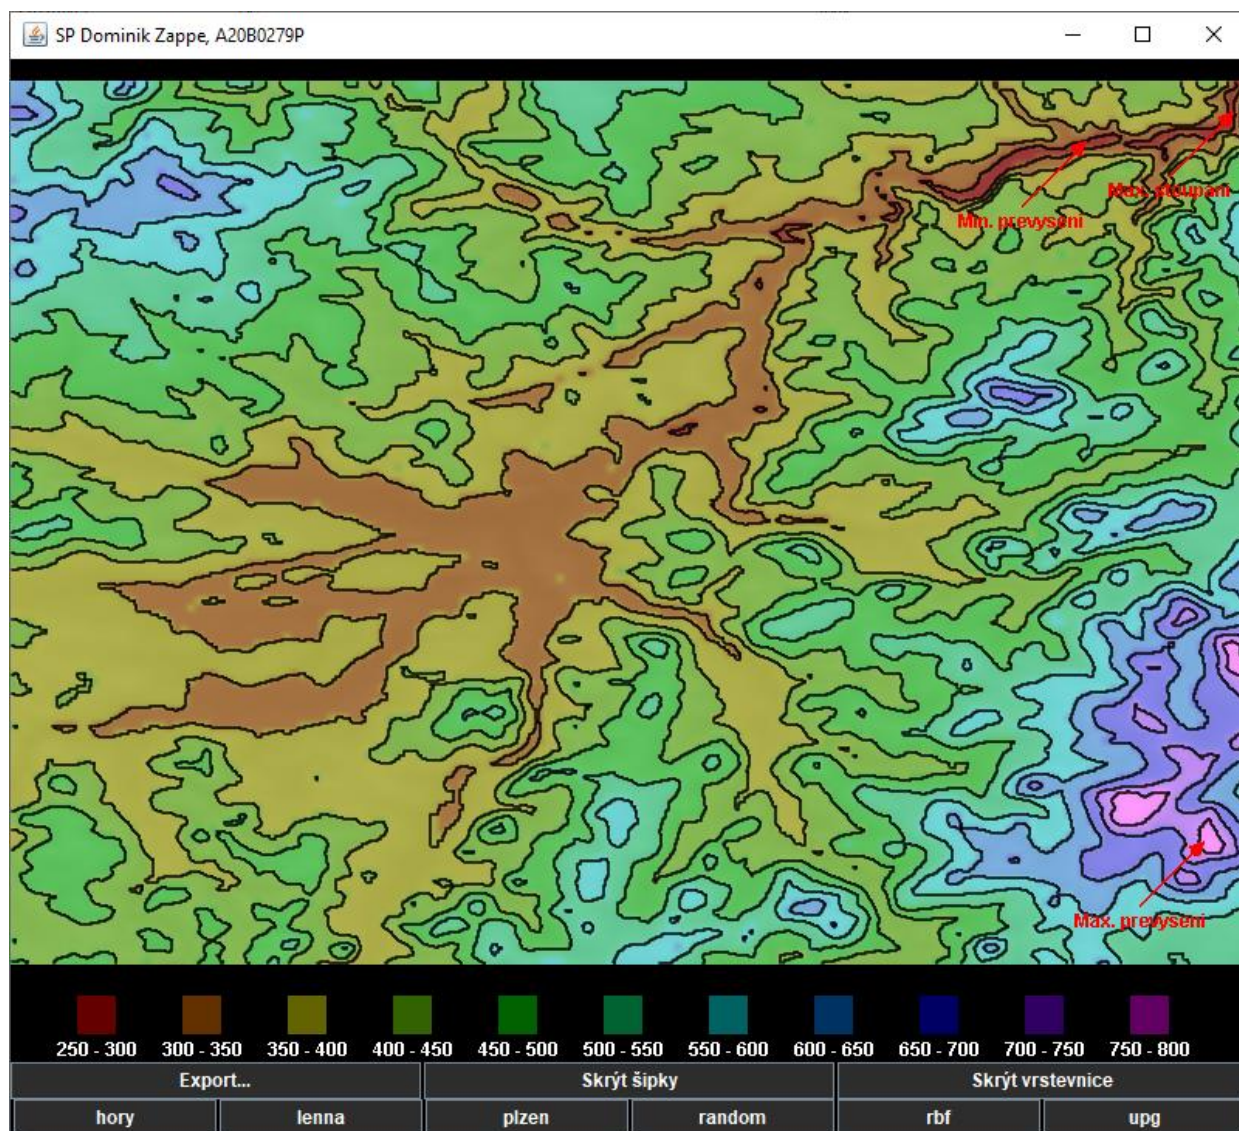 SP Dominik Zappe, A20B0279P
Max. stoupani
Min. prevyseni
Max. prevyseni
250 - 300 300 - 350 350 - 400 400 - 450 450 - 500 500 - 550 550 - 600 600 - 650 650 - 700 700 - 750 750 - 800
Export... Skrýt šipky Skrýt vrstevnice
hory lenna plzen random rbf upg